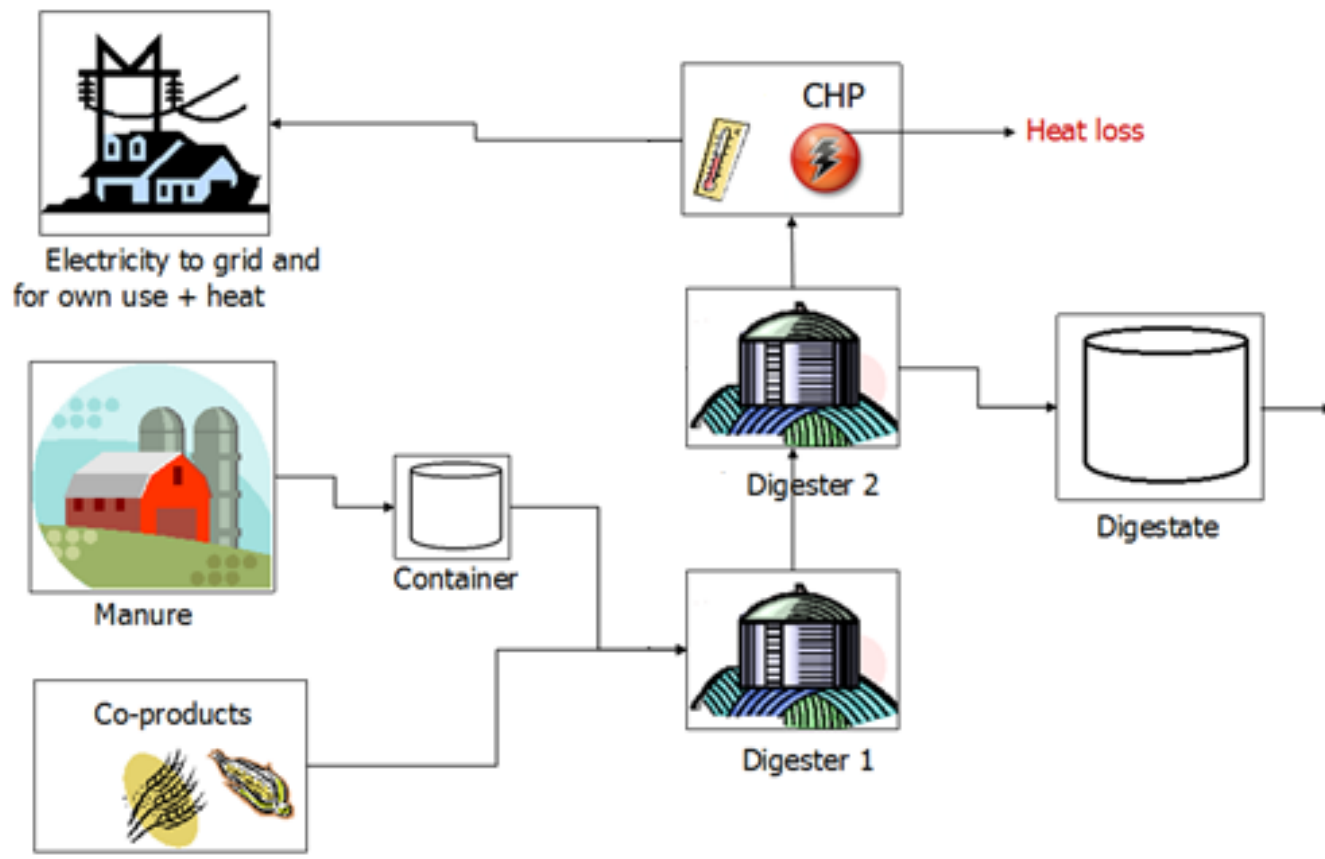 CHP
Heat loss
Electricity to grid and
for own use + heat
Digester 2
Digestate
Container
Manure
Co-products
Digester 1